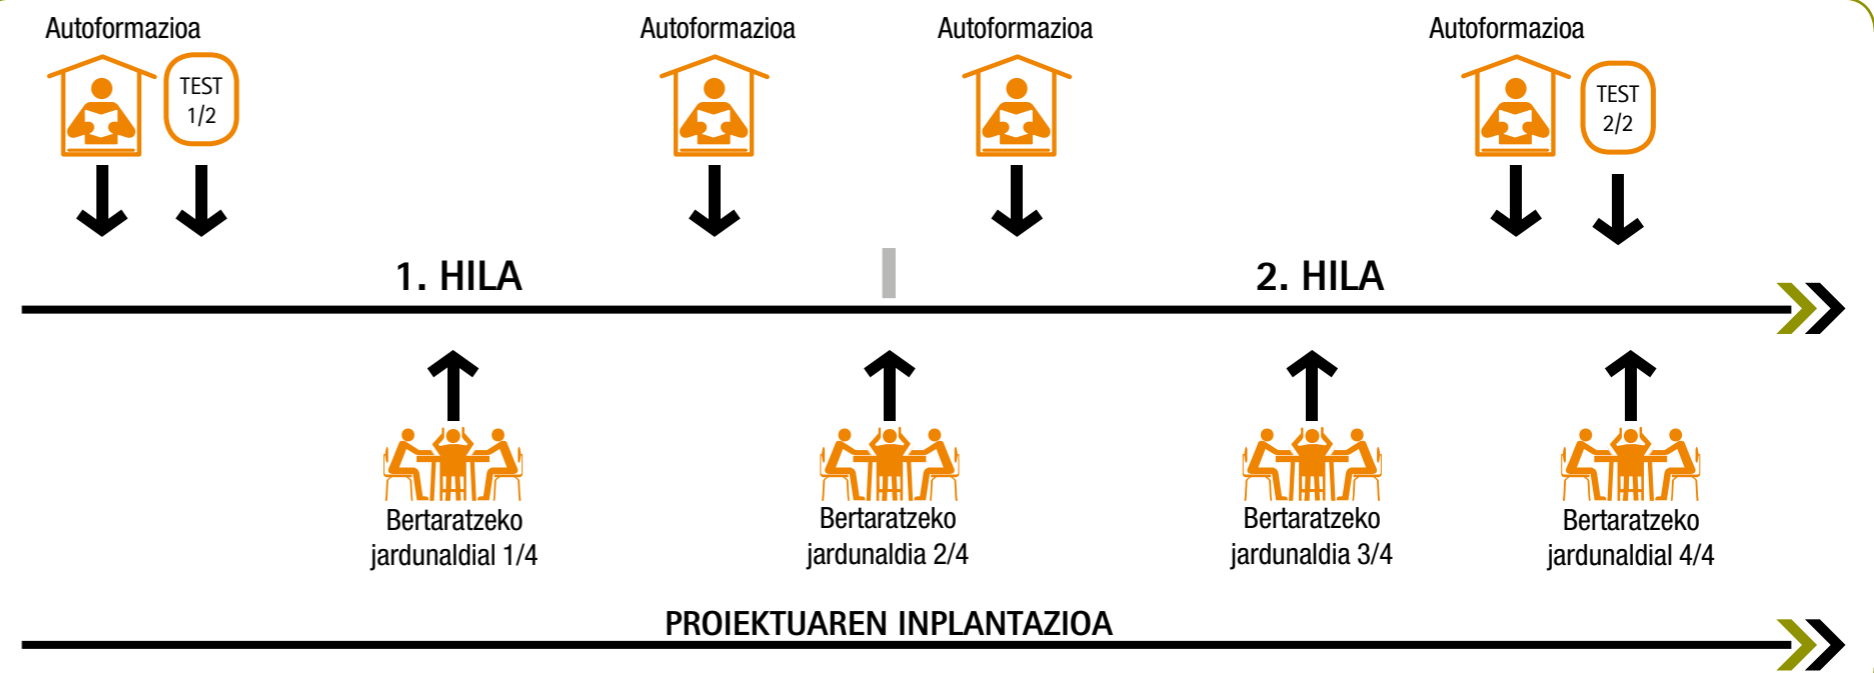 Autoformazioa
TEST
1/2
Autoformazioa
Autoformazioa
Autoformazioa
TEST
2/2
1. HILA
2. HILA
Bertaratzeko
jardunaldial 1/4
Bertaratzeko
jardunaldia 2/4
Bertaratzeko
jardunaldia 3/4
Bertaratzeko
jardunaldial 4/4
PROIEKTUAREN INPLANTAZIOA